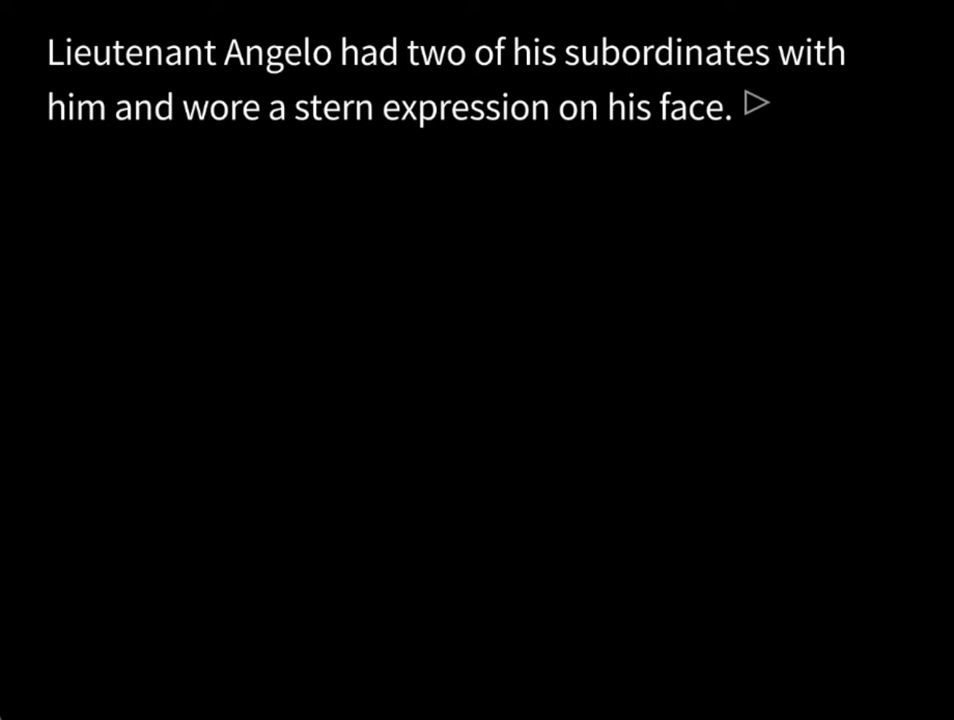 Lieutenant Angelo had two of his subordinates with
him and wore a stern expression on his face.